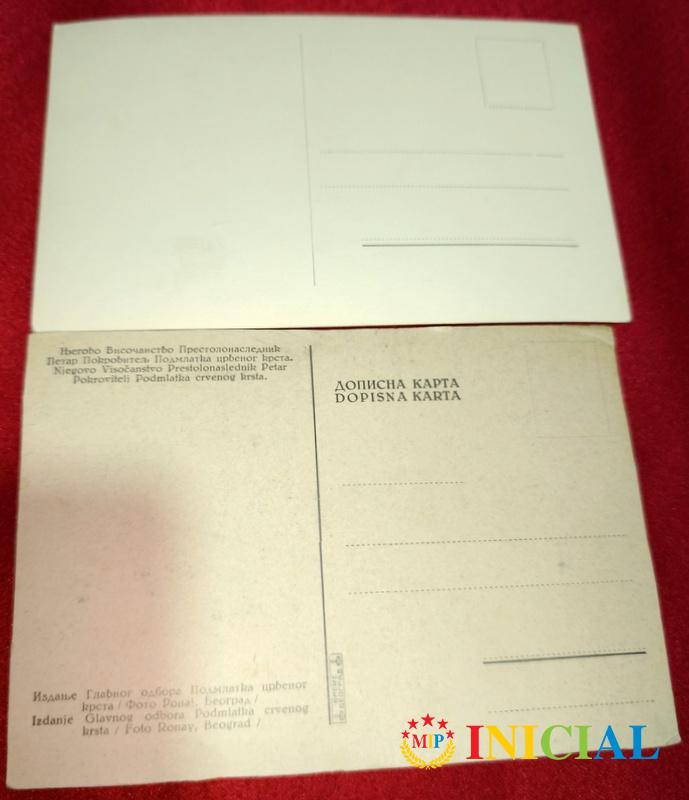 Његово Височанство Престолонаследник
Петар Покровитељ Подмлатка црвеног крста.
Njegovo Visočanstvo Prestolonaslednik Petar
Pokrovitelj Podmlatka crvenog krsta.
ДОПИСНА КАРТА
DOPISNA KARTA
Издање Главног одбора Подмлатка црвеног
крста / Фото Ронај, Београд /
Izdanje Glavnog odbora Podmlatka crvenog
krsta / Foto Ronay, Beograd /
MIP INICIAL